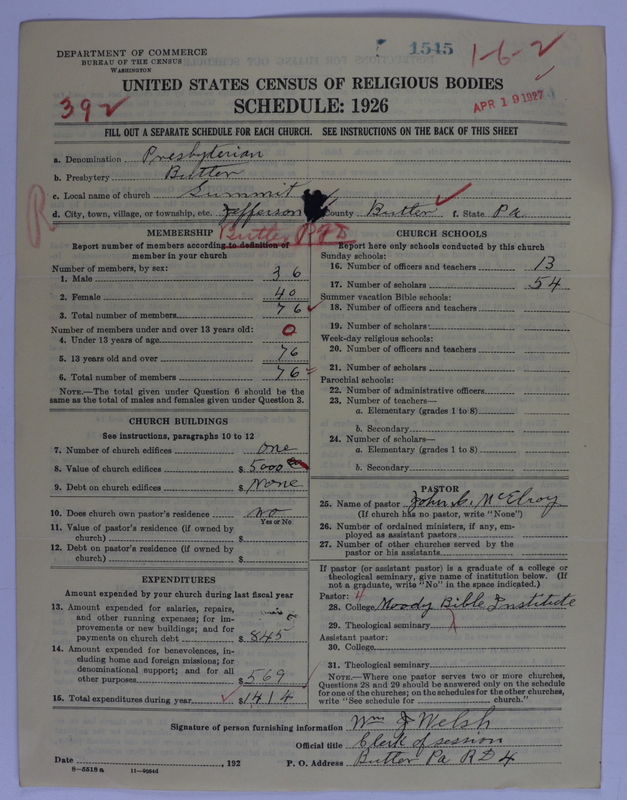 1545
1-6-2
DEPARTMENT OF COMMERCE
BUREAU OF THE CENSUS
WASHINGTON
UNITED STATES CENSUS OF RELIGIOUS BODIES
SCHEDULE: 1926
392
APR 19 1927
FILL OUT A SEPARATE SCHEDULE FOR EACH CHURCH. SEE INSTRUCTIONS ON THE BACK OF THIS SHEET
a. Denomination Presbyterian
b. Presbytery Butler
c. Local name of church Summit
d. City, town, village, or township, etc. Jefferson County Butler f. State Pa.
R
Butler
MEMBERSHIP
Report number of members according to definition of
member in your church
Number of members, by sex:
1. Male 36
2. Female 40
3. Total number of members 76
Number of members under and over 13 years old:
4. Under 13 years of age 0
5. 13 years old and over 76
6. Total number of members 76
NOTE.—The total given under Question 6 should be
the same as the total of males and females given under Question 3.
CHURCH BUILDINGS
See instructions, paragraphs 10 to 12
7. Number of church edifices one
8. Value of church edifices $ 5000
9. Debt on church edifices $ None
10. Does church own pastor's residence no
Yes or No
11. Value of pastor's residence (if owned by
church) $
12. Debt on pastor's residence (if owned by
church) $
EXPENDITURES
Amount expended by your church during last fiscal year
13. Amount expended for salaries, repairs,
and other running expenses; for im-
provements or new buildings; and for
payments on church debt $ 845
14. Amount expended for benevolences, in-
cluding home and foreign missions; for
denominational support; and for all
other purposes 569
15. Total expenditures during year $ 1414
CHURCH SCHOOLS
Report here only schools conducted by this church
Sunday schools:
16. Number of officers and teachers 13
17. Number of scholars 54
Summer vacation Bible schools:
18. Number of officers and teachers
19. Number of scholars
Week-day religious schools:
20. Number of officers and teachers
21. Number of scholars
Parochial schools:
22. Number of administrative officers
23. Number of teachers—
a. Elementary (grades 1 to 8)
b. Secondary
24. Number of scholars—
a. Elementary (grades 1 to 8)
b. Secondary
PASTOR
25. Name of pastor John C. McElroy
(If church has no pastor, write "None")
26. Number of ordained ministers, if any, em-
ployed as assistant pastors
27. Number of other churches served by the
pastor or his assistants
If pastor (or assistant pastor) is a graduate of a college or
theological seminary, give name of institution below. (If
not a graduate, write "No" in the space indicated.)
Pastor: 4
28. College Moody Bible Institute
29. Theological seminary
Assistant pastor:
30. College
31. Theological seminary
NOTE.—Where one pastor serves two or more churches,
Questions 28 and 29 should be answered only on the schedule
for one of the churches; on the schedules for the other churches,
write "See schedule for church."
Signature of person furnishing information Wm J Welsh
Official title Clerk of session
Date , 192 P. O. Address Butler Pa RD 4
8-5518 a